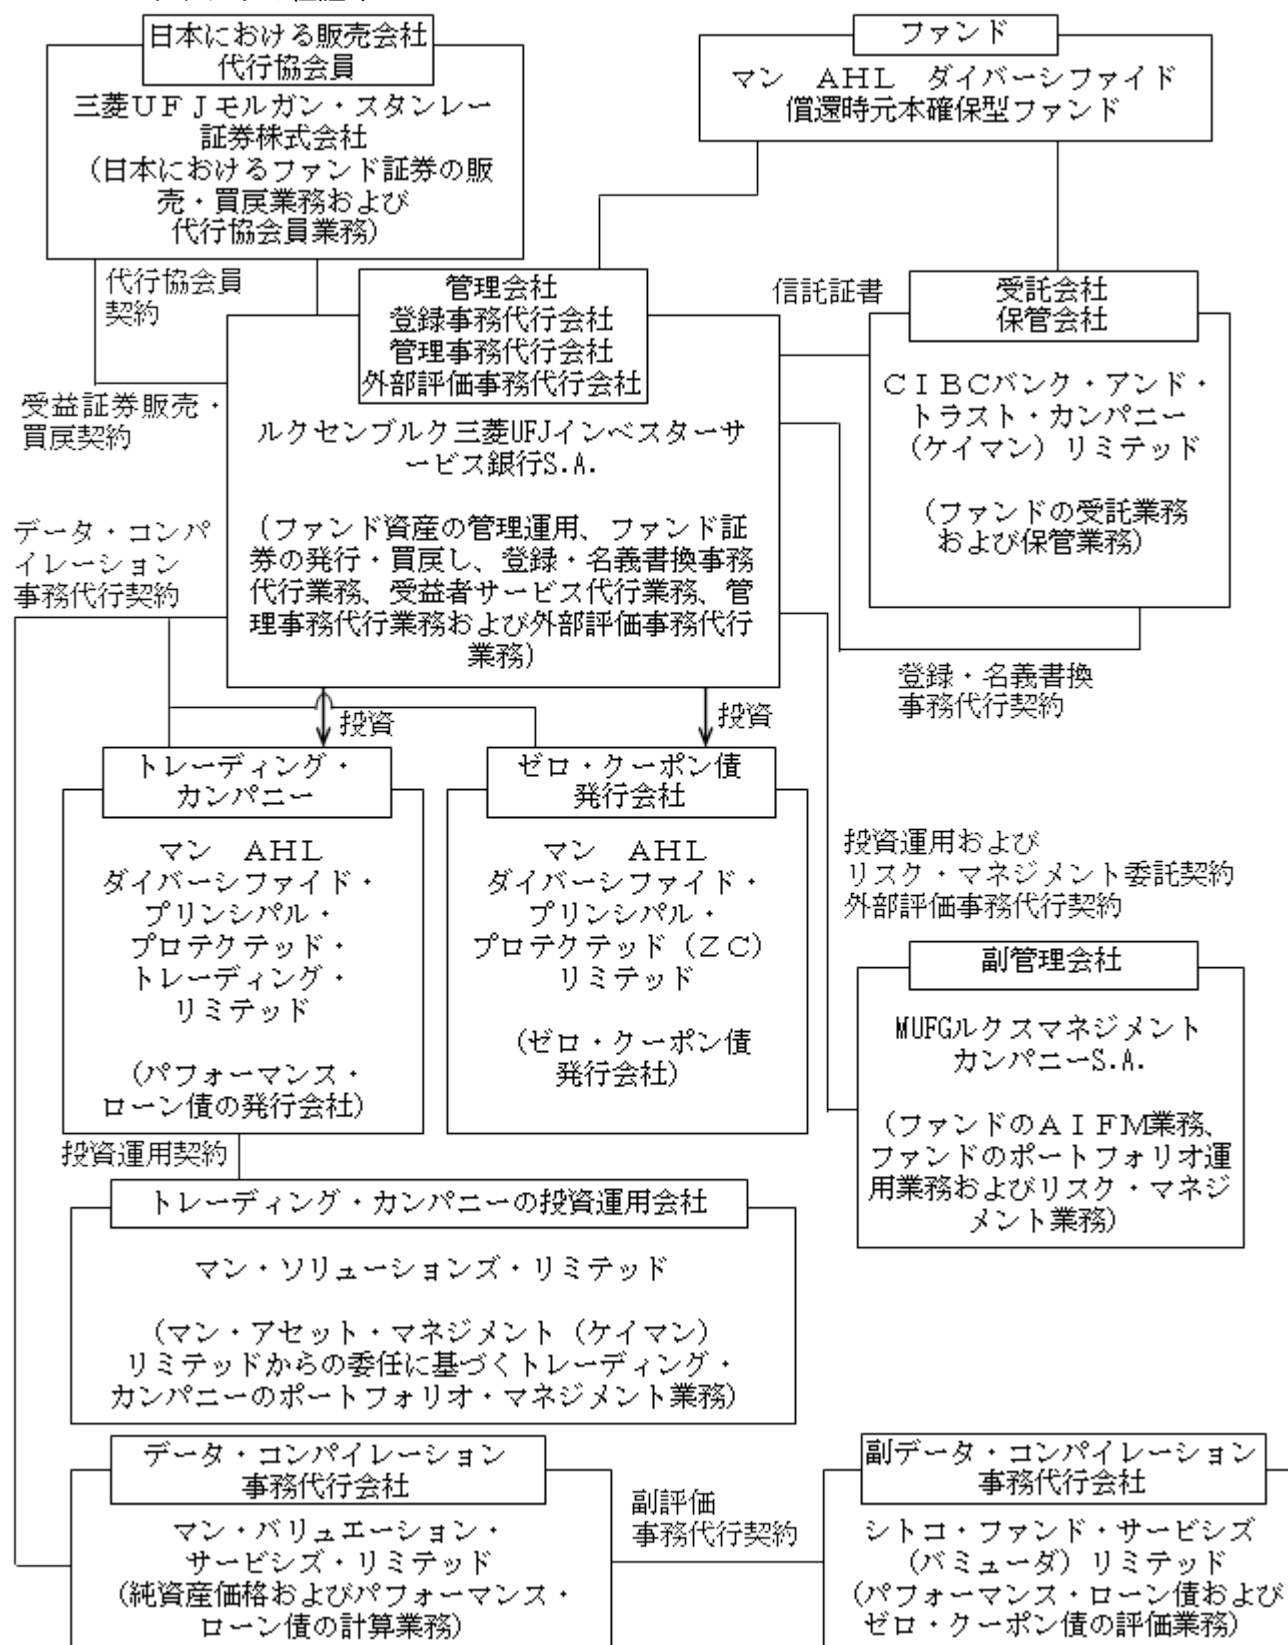 日本における販売会社
代行協会員
三菱ＵＦＪモルガン・スタンレー
証券株式会社
（日本におけるファンド証券の販
売・買戻業務および
代行協会員業務）
ファンド
マン　ＡＨＬ　ダイバーシファイド
償還時元本確保型ファンド
代行協会員
契約
受益証券販売・
買戻契約
管理会社
登録事務代行会社
管理事務代行会社
外部評価事務代行会社
ルクセンブルク三菱UFJインベスターサ
ービス銀行S.A.
（ファンド資産の管理運用、ファンド証
券の発行・買戻し、登録・名義書換事務
代行業務、受益者サービス代行業務、管
理事務代行業務および外部評価事務代行
業務）
信託証書
受託会社
保管会社
ＣＩＢＣバンク・アンド・
トラスト・カンパニー
（ケイマン）リミテッド
（ファンドの受託業務
および保管業務）
登録・名義書換
事務代行契約
データ・コンパ
イレーション
事務代行契約
投資
投資
トレーディング・
カンパニー
マン　ＡＨＬ
ダイバーシファイド・
プリンシパル・
プロテクテッド・
トレーディング・
リミテッド
（パフォーマンス・
ローン債の発行会社）
ゼロ・クーポン債
発行会社
マン　ＡＨＬ
ダイバーシファイド・
プリンシパル・
プロテクテッド（ＺＣ）
リミテッド
（ゼロ・クーポン債
発行会社）
投資運用および
リスク・マネジメント委託契約
外部評価事務代行契約
副管理会社
MUFGルクスマネジメント
カンパニーS.A.
（ファンドのＡＩＦＭ業務、
ファンドのポートフォリオ運
用業務およびリスク・マネジ
メント業務）
投資運用契約
トレーディング・カンパニーの投資運用会社
マン・ソリューションズ・リミテッド
（マン・アセット・マネジメント（ケイマン）
リミテッドからの委任に基づくトレーディング・
カンパニーのポートフォリオ・マネジメント業務）
データ・コンパイレーション
事務代行会社
マン・バリュエーション・
サービシズ・リミテッド
（純資産価格およびパフォーマンス・
ローン債の計算業務）
副評価
事務代行契約
副データ・コンパイレーション
事務代行会社
シトコ・ファンド・サービシズ
（バミューダ）リミテッド
（パフォーマンス・ローン債および
ゼロ・クーポン債の評価業務）